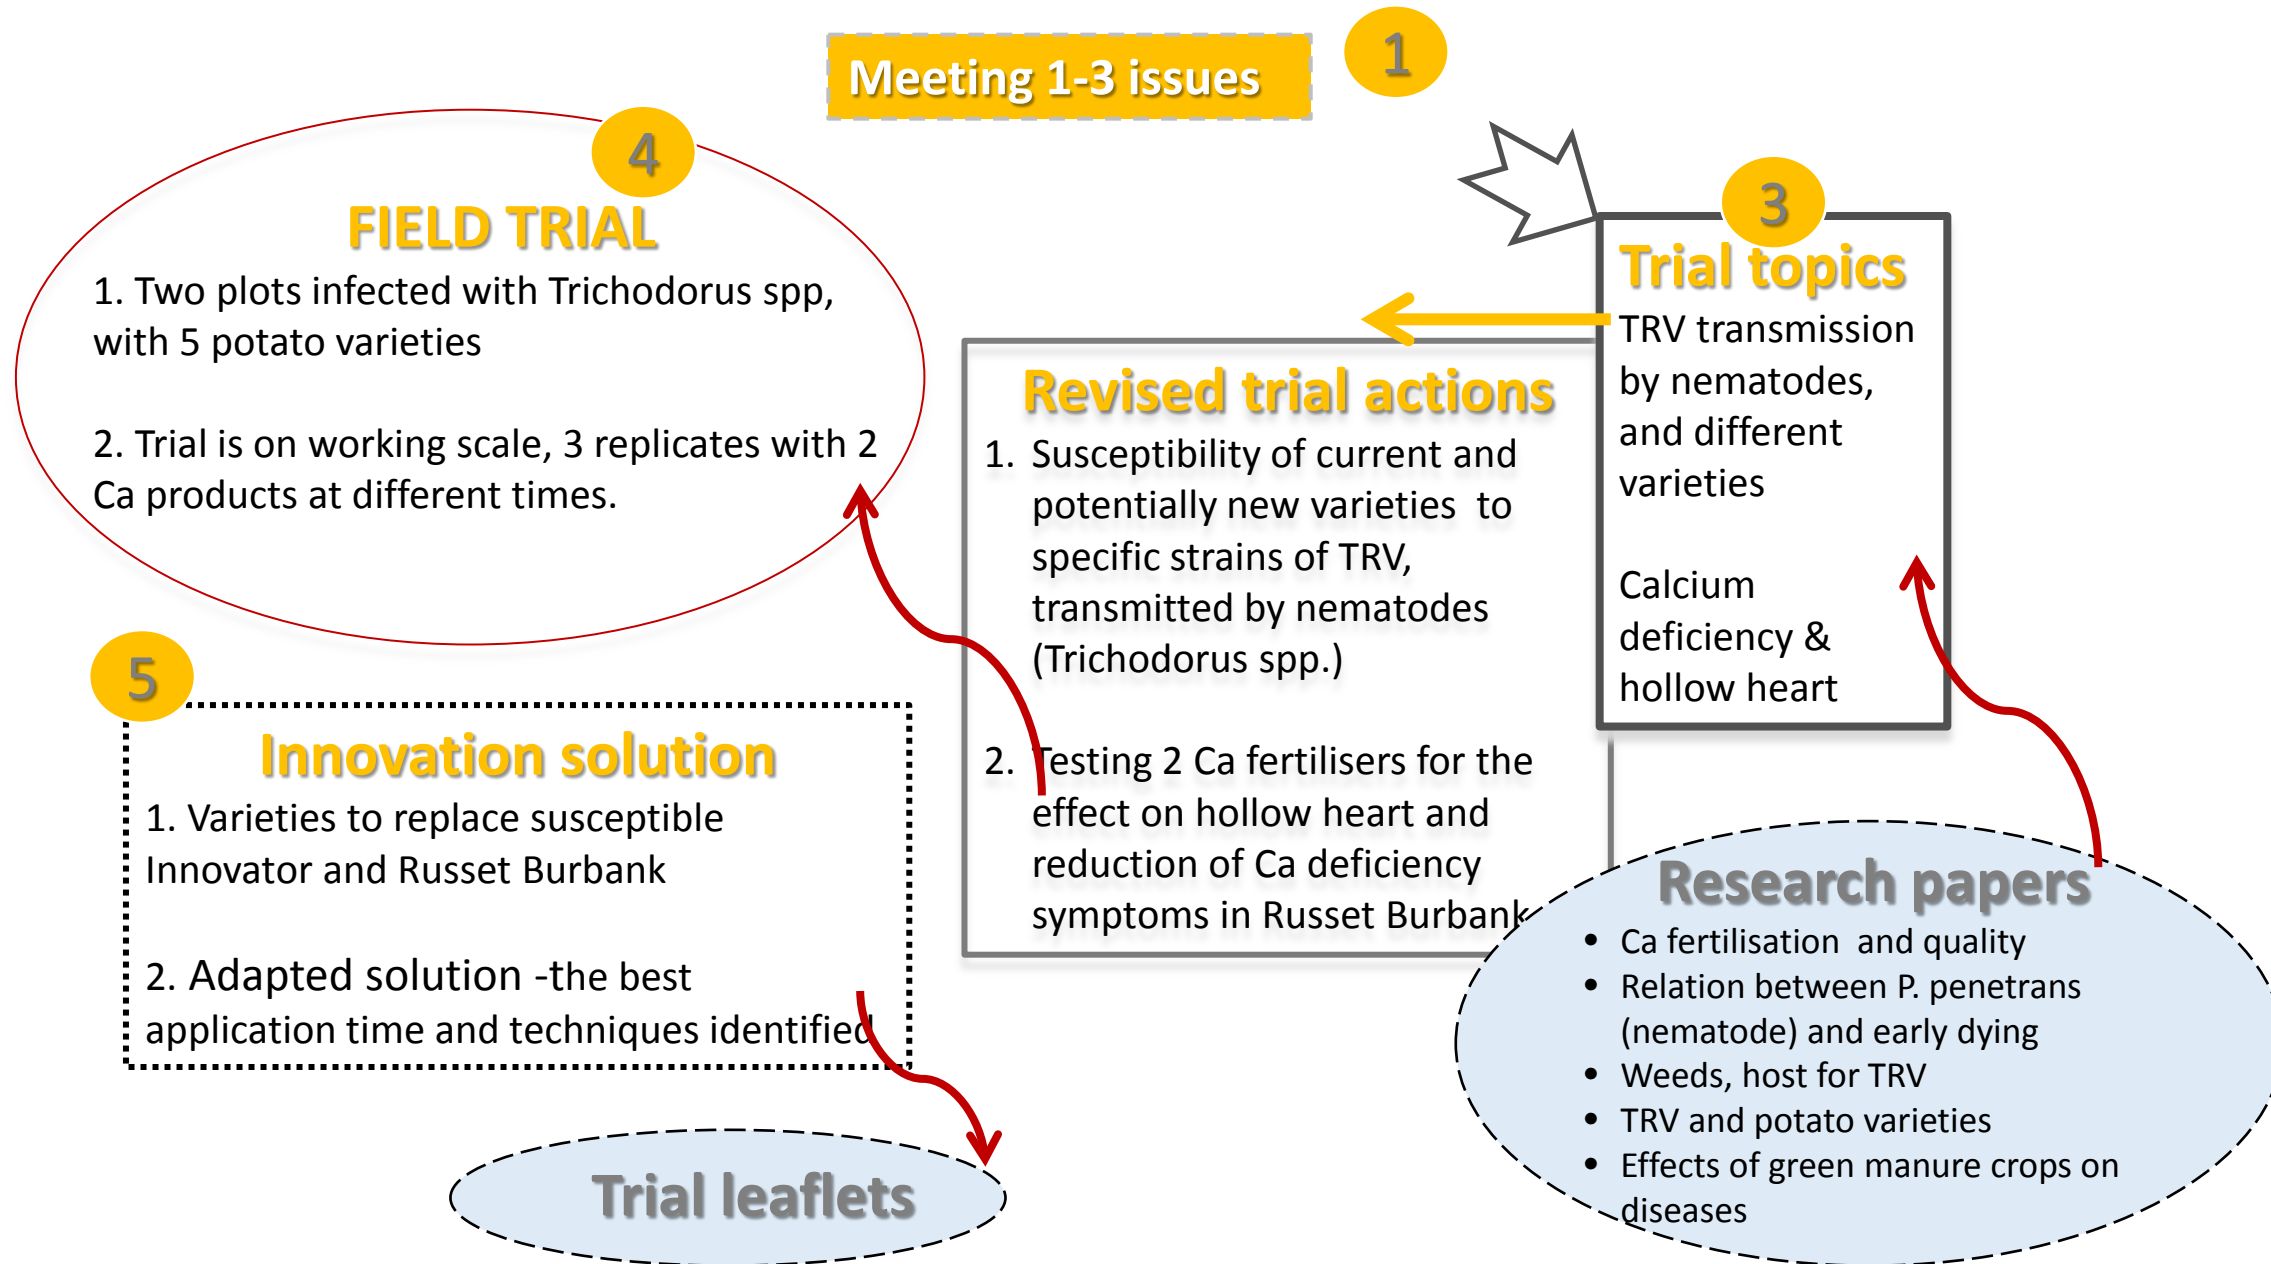 Meeting 1-3 issues
1
4
FIELD TRIAL
1. Two plots infected with Trichodorus spp,
with 5 potato varieties
2. Trial is on working scale, 3 replicates with 2
Ca products at different times.
3
Trial topics
TRV transmission
by nematodes,
and different
varieties
Calcium
deficiency &
hollow heart
Revised trial actions
1. Susceptibility of current and
potentially new varieties to
specific strains of TRV,
transmitted by nematodes
(Trichodorus spp.)
2. Testing 2 Ca fertilisers for the
effect on hollow heart and
reduction of Ca deficiency
symptoms in Russet Burbank
5
Innovation solution
1. Varieties to replace susceptible
Innovator and Russet Burbank
2. Adapted solution -the best
application time and techniques identified
Research papers
• Ca fertilisation and quality
• Relation between P. penetrans
(nematode) and early dying
• Weeds, host for TRV
• TRV and potato varieties
• Effects of green manure crops on
diseases
Trial leaflets